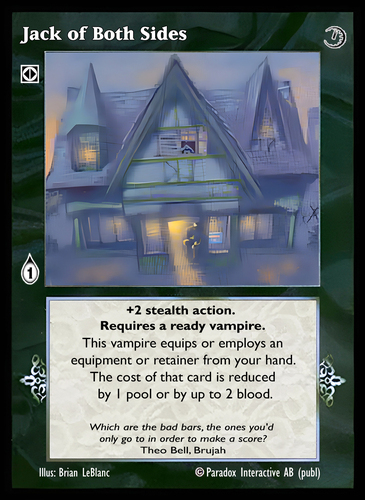 Jack of Both Sides
1
+2 stealth action.
Requires a ready vampire.
This vampire equips or employs an
equipment or retainer from your hand.
The cost of that card is reduced
by 1 pool or by up to 2 blood.
Which are the bad bars, the ones you'd
only go to in order to make a score?
Theo Bell, Brujah
Illus: Brian LeBlanc © Paradox Interactive AB (publ)